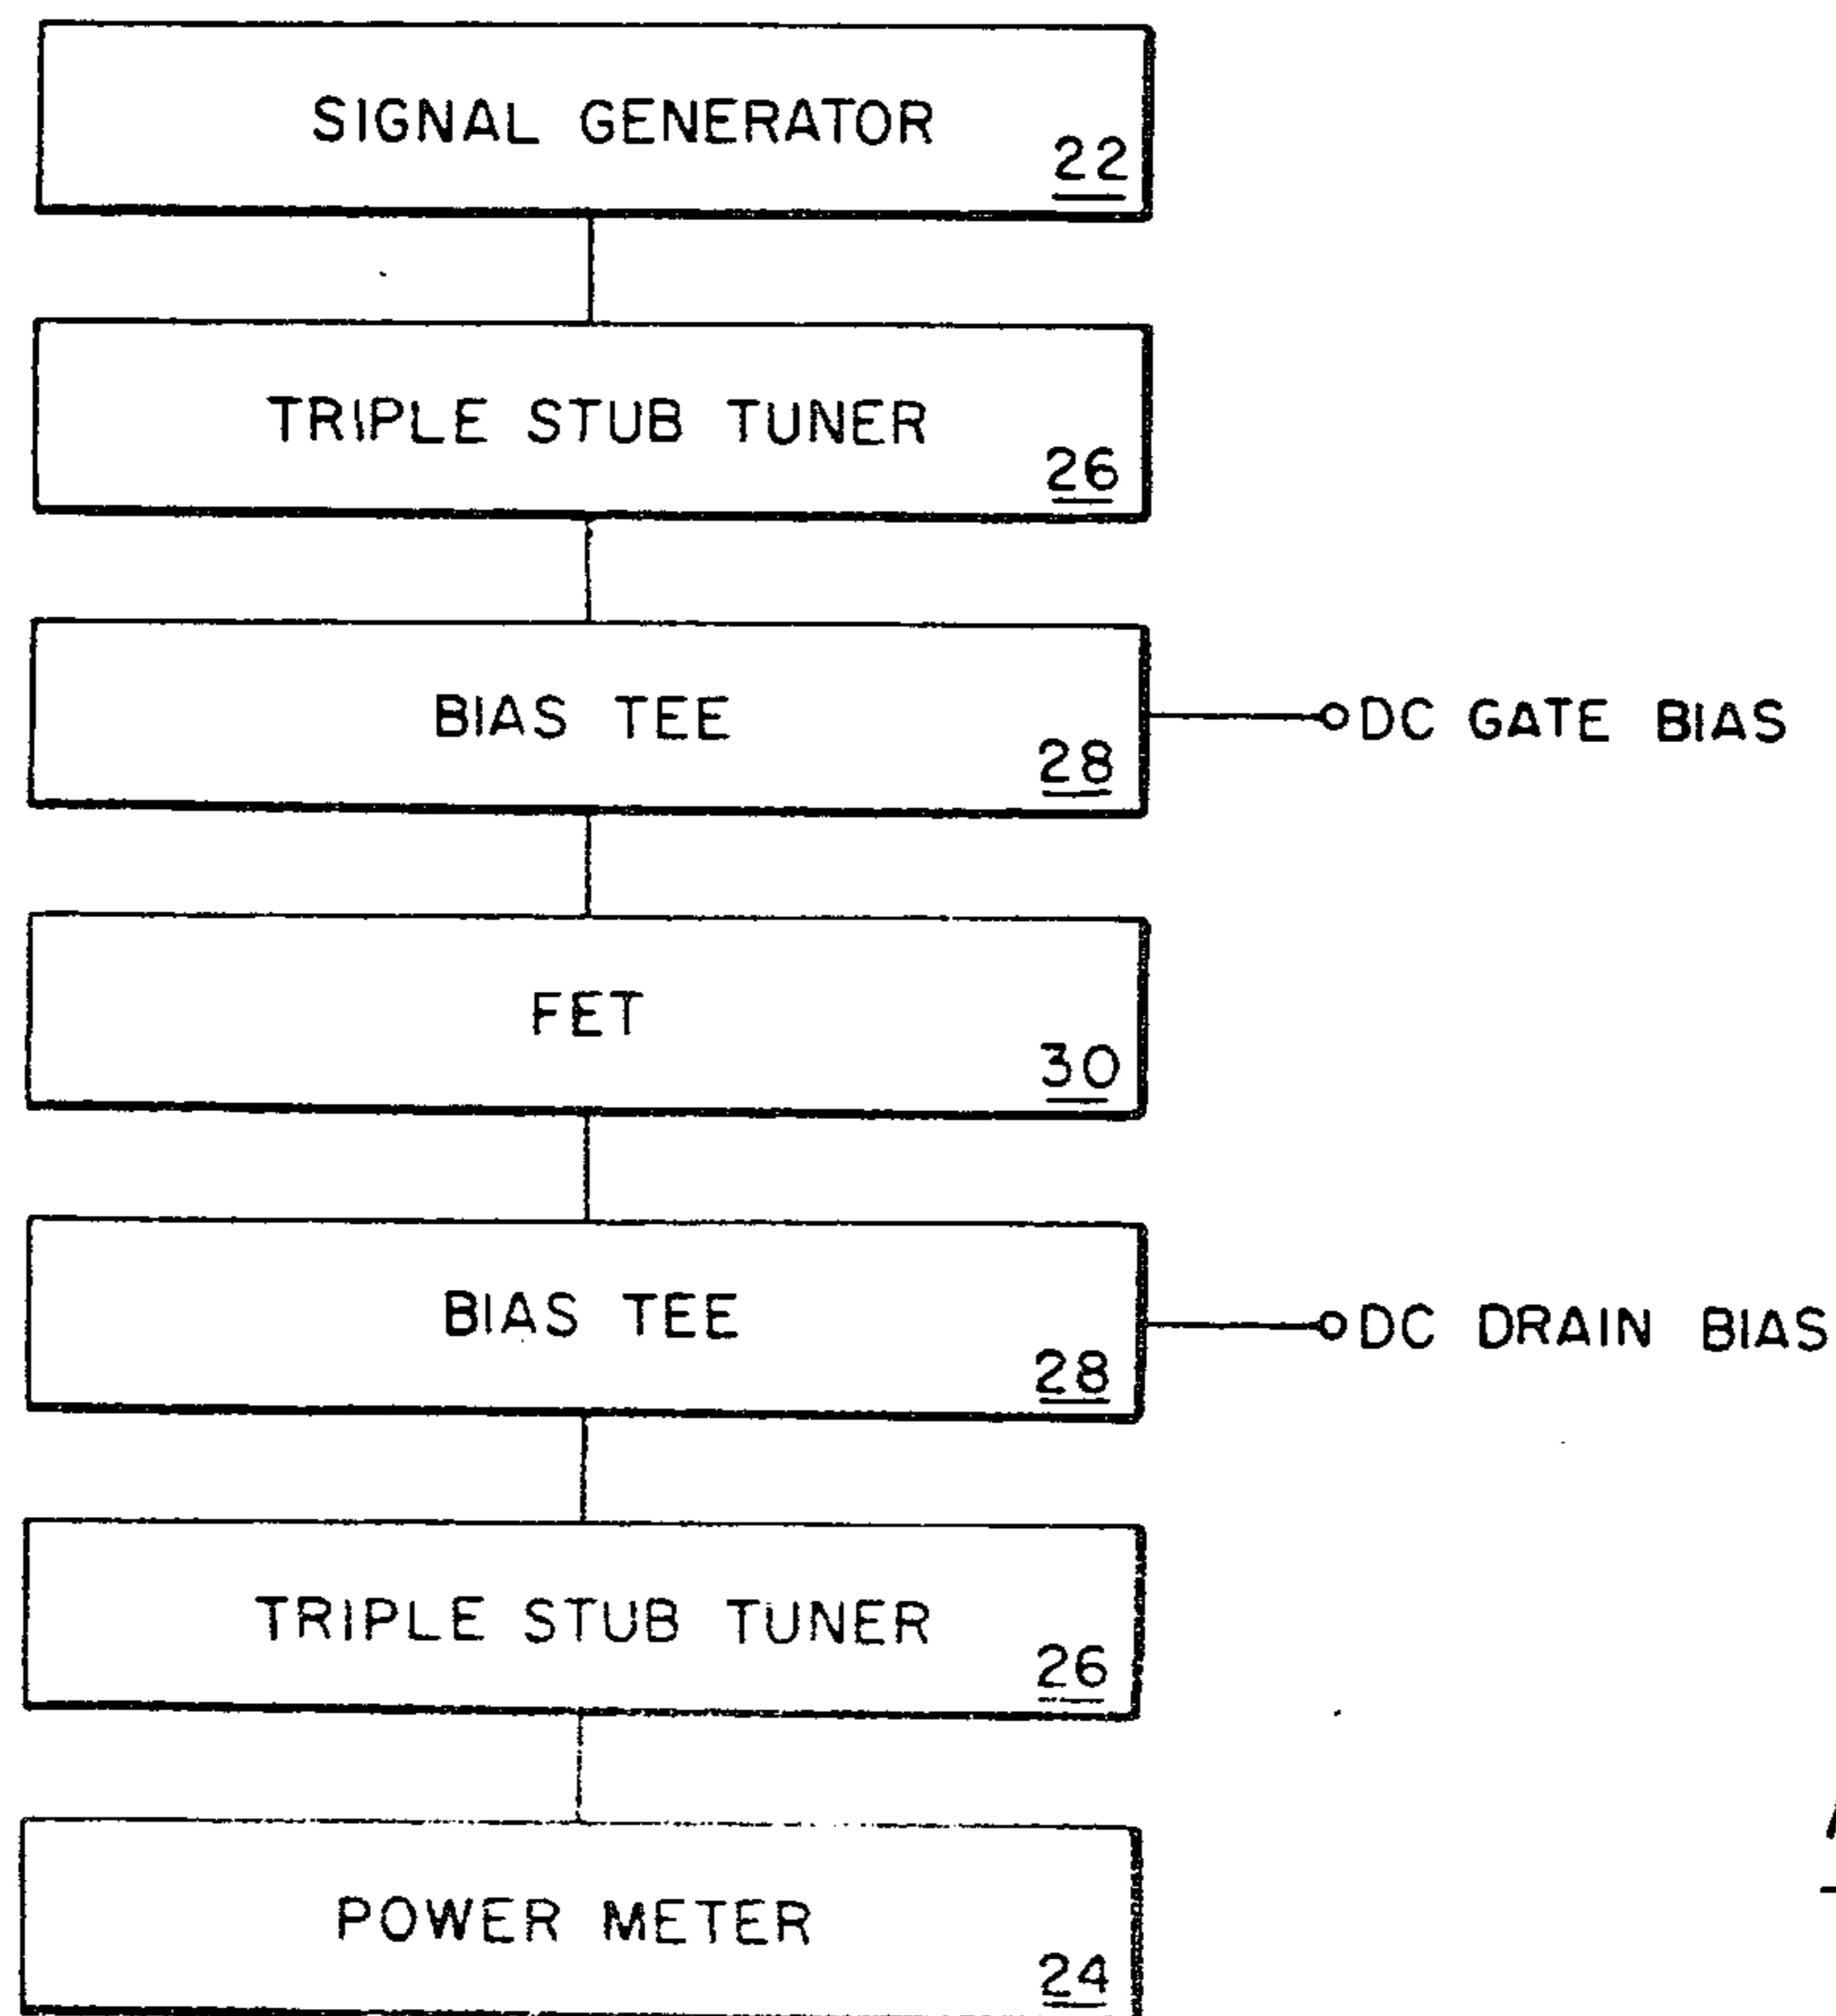 SIGNAL GENERATOR
22
TRIPLE STUB TUNER
26
BIAS TEE
28
DC GATE BIAS
FET
30
BIAS TEE
28
DC DRAIN BIAS
TRIPLE STUB TUNER
26
POWER METER
24